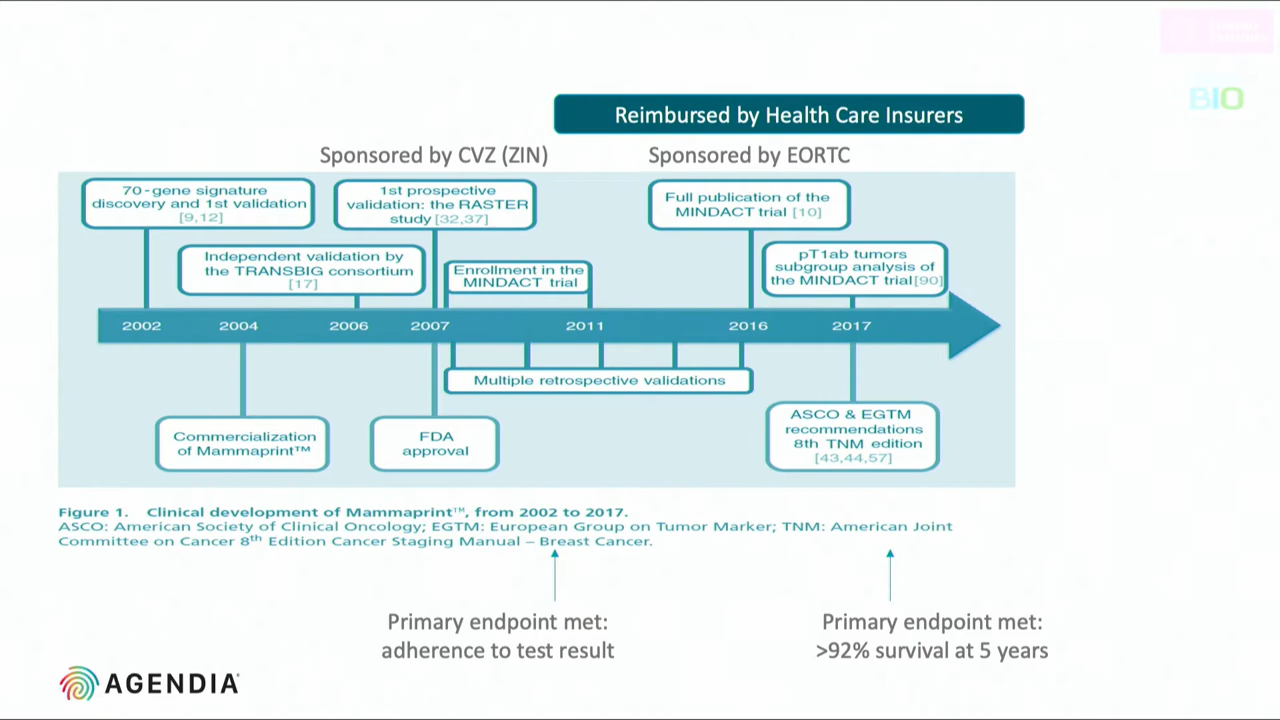 BIO
Reimbursed by Health Care Insurers
Sponsored by CVZ (ZIN)
Sponsored by EORTC
70-gene signature
discovery and 1st validation
[9,12]
1st prospective
validation: the RASTER
study [32,37]
Full publication of the
MINDACT trial [10]
Independent validation by
the TRANSBIG consortium
[17]
Enrollment in the
MINDACT trial
pT1ab tumors
subgroup analysis of
the MINDACT trial[90]
2002 2004 2006 2007 2011 2016 2017
Multiple retrospective validations
Commercialization
of Mammaprint™
FDA
approval
ASCO & EGTM
recommendations
8th TNM edition
[43,44,57]
Figure 1. Clinical development of Mammaprint™, from 2002 to 2017.
ASCO: American Society of Clinical Oncology; EGTM: European Group on Tumor Marker; TNM: American Joint
Committee on Cancer 8th Edition Cancer Staging Manual – Breast Cancer.
Primary endpoint met:
adherence to test result
Primary endpoint met:
>92% survival at 5 years
AGENDIA